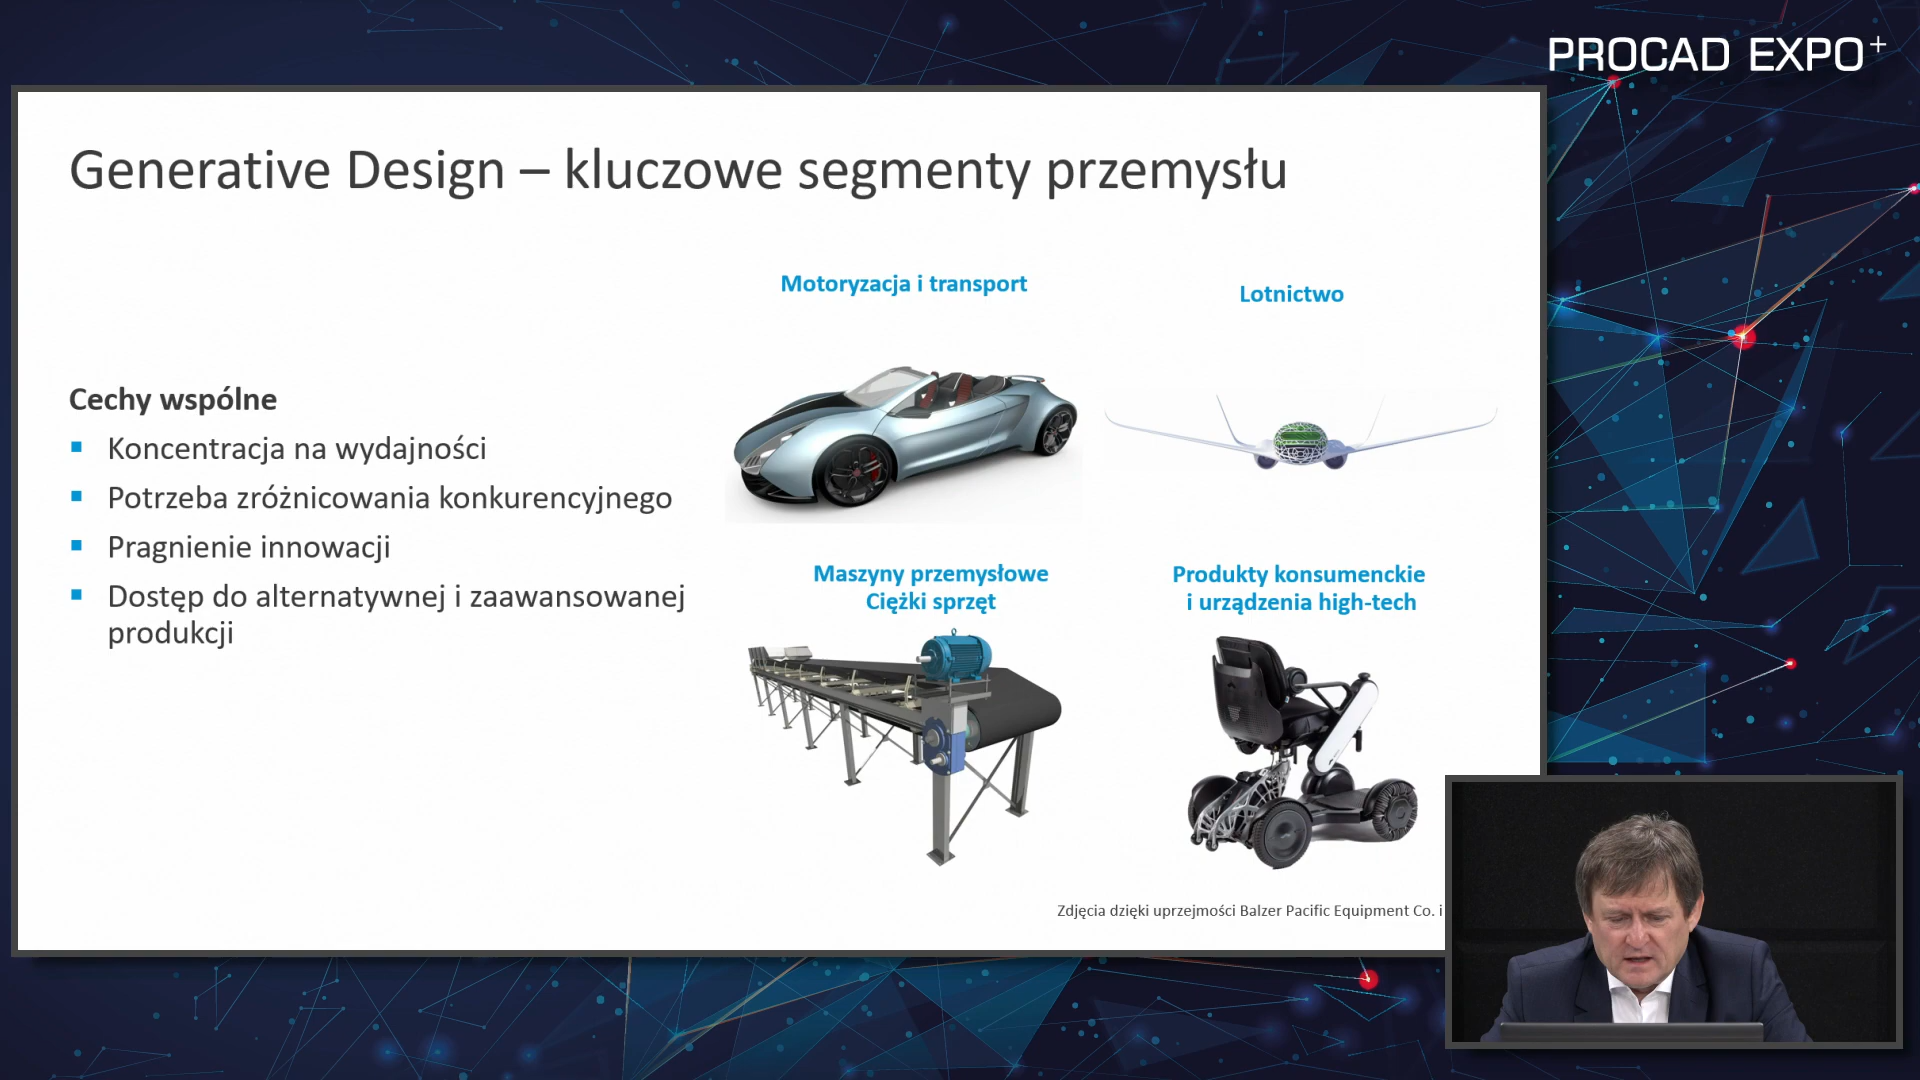 PROCAD EXPO+
Generative Design – kluczowe segmenty przemysłu
Motoryzacja i transport
Lotnictwo
Cechy wspólne
Koncentracja na wydajności
Potrzeba zróżnicowania konkurencyjnego
Pragnienie innowacji
Dostęp do alternatywnej i zaawansowanej
produkcji
Maszyny przemysłowe
Ciężki sprzęt
Produkty konsumenckie
i urządzenia high-tech
Zdjęcia dzięki uprzejmości Balzer Pacific Equipment Co. i